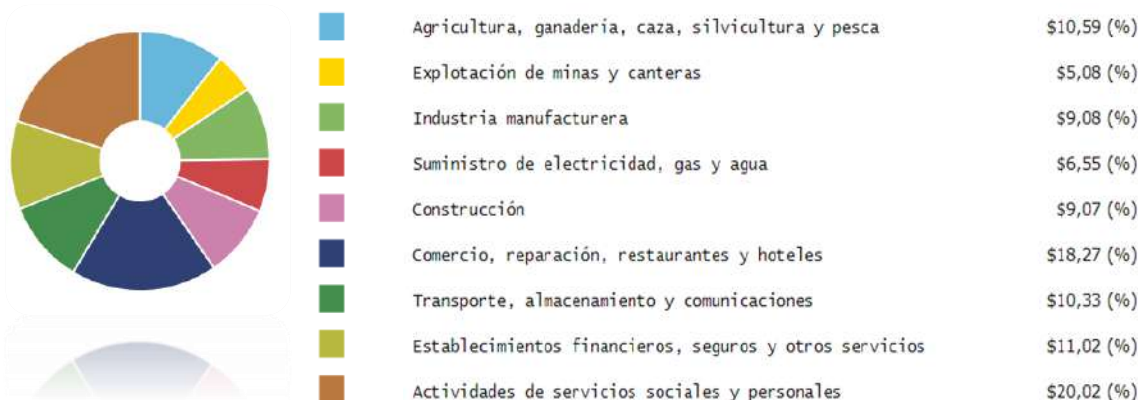 Agricultura, ganadería, caza, silvicultura y pesca $10,59 (%)
Explotación de minas y canteras $5,08 (%)
Industria manufacturera $9,08 (%)
Suministro de electricidad, gas y agua $6,55 (%)
Construcción $9,07 (%)
Comercio, reparación, restaurantes y hoteles $18,27 (%)
Transporte, almacenamiento y comunicaciones $10,33 (%)
Establecimientos financieros, seguros y otros servicios $11,02 (%)
Actividades de servicios sociales y personales $20,02 (%)